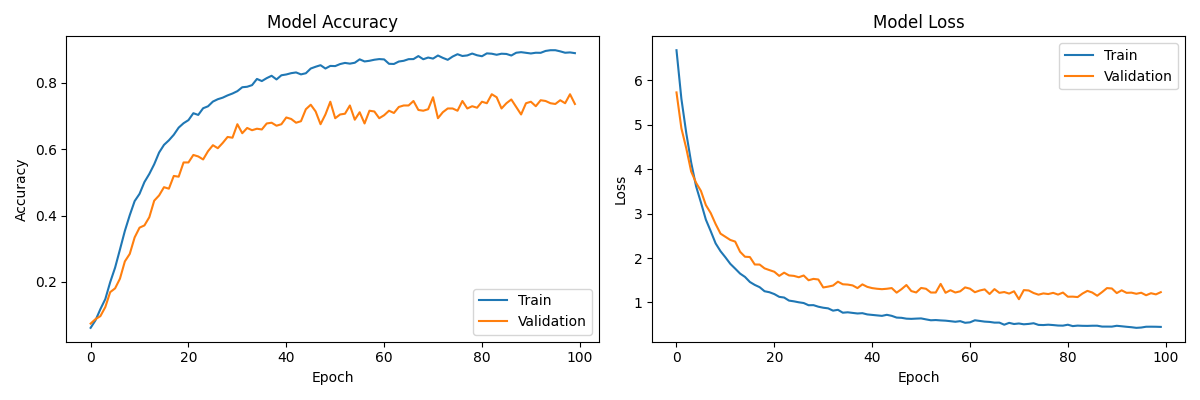 Model Accuracy
Accuracy
0.8
0.6
0.4
0.2
Train
Validation
0 20 40 60 80 100
Epoch
Model Loss
Loss
6
5
4
3
2
1
Train
Validation
0 20 40 60 80 100
Epoch